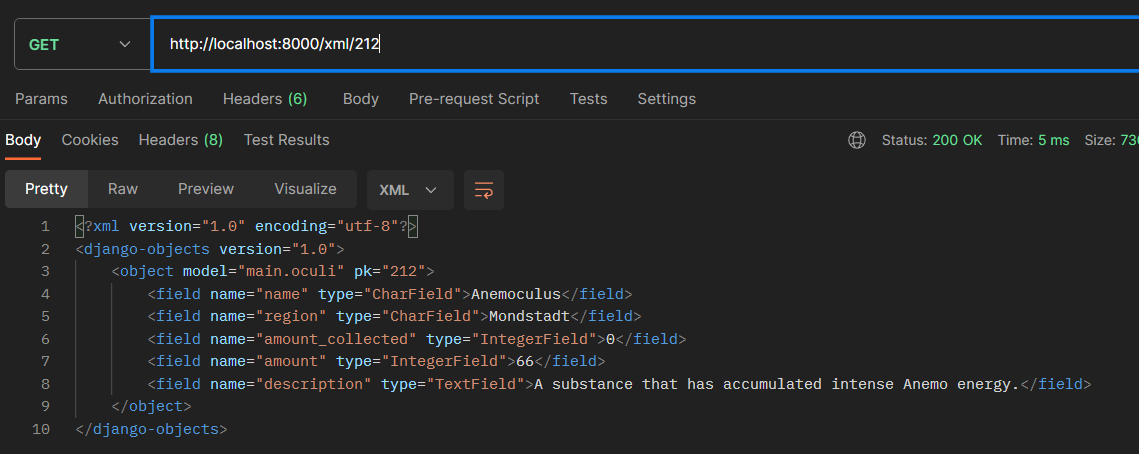 GET http://localhost:8000/xml/212
Params Authorization Headers (6) Body Pre-request Script Tests Settings
Body Cookies Headers (8) Test Results Status: 200 OK Time: 5 ms Size: 730
Pretty Raw Preview Visualize XML
1 <?xml version="1.0" encoding="utf-8"?>
2 <django-objects version="1.0">
3 <object model="main.oculi" pk="212">
4 <field name="name" type="CharField">Anemoculus</field>
5 <field name="region" type="CharField">Mondstadt</field>
6 <field name="amount_collected" type="IntegerField">0</field>
7 <field name="amount" type="IntegerField">66</field>
8 <field name="description" type="TextField">A substance that has accumulated intense Anemo energy.</field>
9 </object>
10 </django-objects>